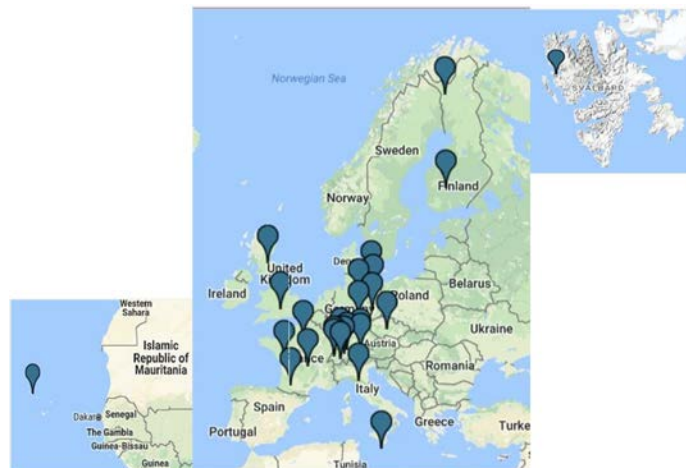 Norwegian Sea
SVALBARD
Sweden
Finland
Norway
United
Kingdom
Ireland
Belarus
Poland
Germany
Ukraine
Austria
Romania
Italy
Spain
Portugal
Greece
Tunisia
Western
Sahara
Islamic
Republic of
Mauritania
Dakar
Senegal
The Gambia
Guinea-Bissau
Guinea